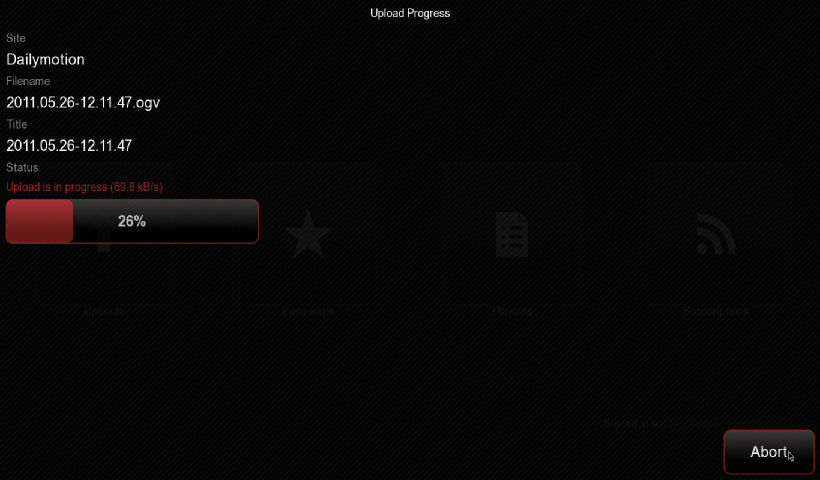 Upload Progress
Site
Dailymotion
Filename
2011.05.26-12.11.47.ogv
Title
2011.05.26-12.11.47
Status
Upload is in progress (69.8 kB/s)
26%
Uploads
Favourites
Playlists
Subscriptions
Signed in as
Abort